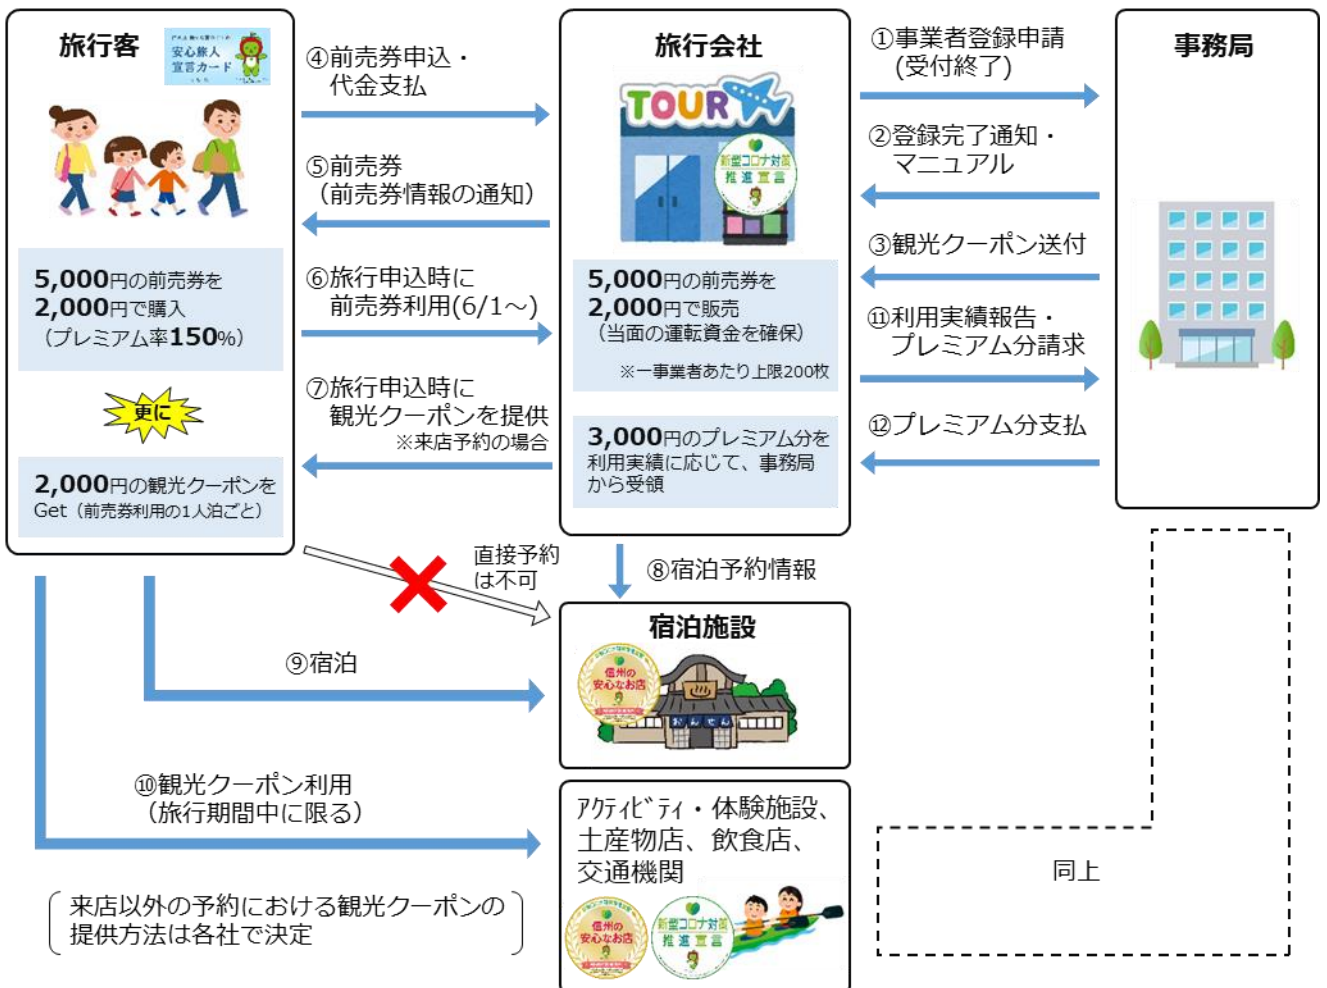 旅行客
安心旅人
宣言カード
5,000円の前売券を
2,000円で購入
（プレミアム率150%）
更に
2,000円の観光クーポンを
Get（前売券利用の1人泊ごと）
④前売券申込・
代金支払
⑤前売券
（前売券情報の通知）
⑥旅行申込時に
前売券利用(6/1～)
⑦旅行申込時に
観光クーポンを提供
※来店予約の場合
旅行会社
TOUR
新型コロナ対策
推進宣言
5,000円の前売券を
2,000円で販売
（当面の運転資金を確保）
※一事業者あたり上限200枚
3,000円のプレミアム分を
利用実績に応じて、事務局
から受領
①事業者登録申請
(受付終了)
②登録完了通知・
マニュアル
③観光クーポン送付
⑪利用実績報告・
プレミアム分請求
⑫プレミアム分支払
事務局
直接予約
は不可
⑧宿泊予約情報
宿泊施設
信州の
安心なお店
おんせん
⑨宿泊
⑩観光クーポン利用
（旅行期間中に限る）
来店以外の予約における観光クーポンの
提供方法は各社で決定
ｱｸﾃｨﾋﾞﾃｨ・体験施設、
土産物店、飲食店、
交通機関
信州の
安心なお店
新型コロナ対策
推進宣言
同上